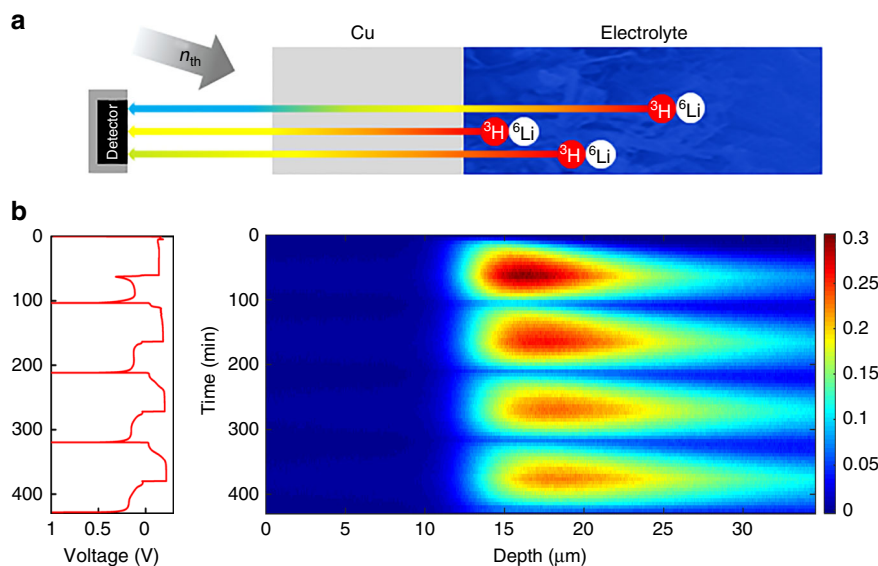 a
Cu
Electrolyte
nth
Detector
³H
⁶Li
³H
⁶Li
³H
⁶Li
b
0
100
200
300
400
1
0.5
0
Voltage (V)
Time (min)
0
100
200
300
400
0
5
10
15
20
25
30
Depth (μm)
0.3
0.25
0.2
0.15
0.1
0.05
0